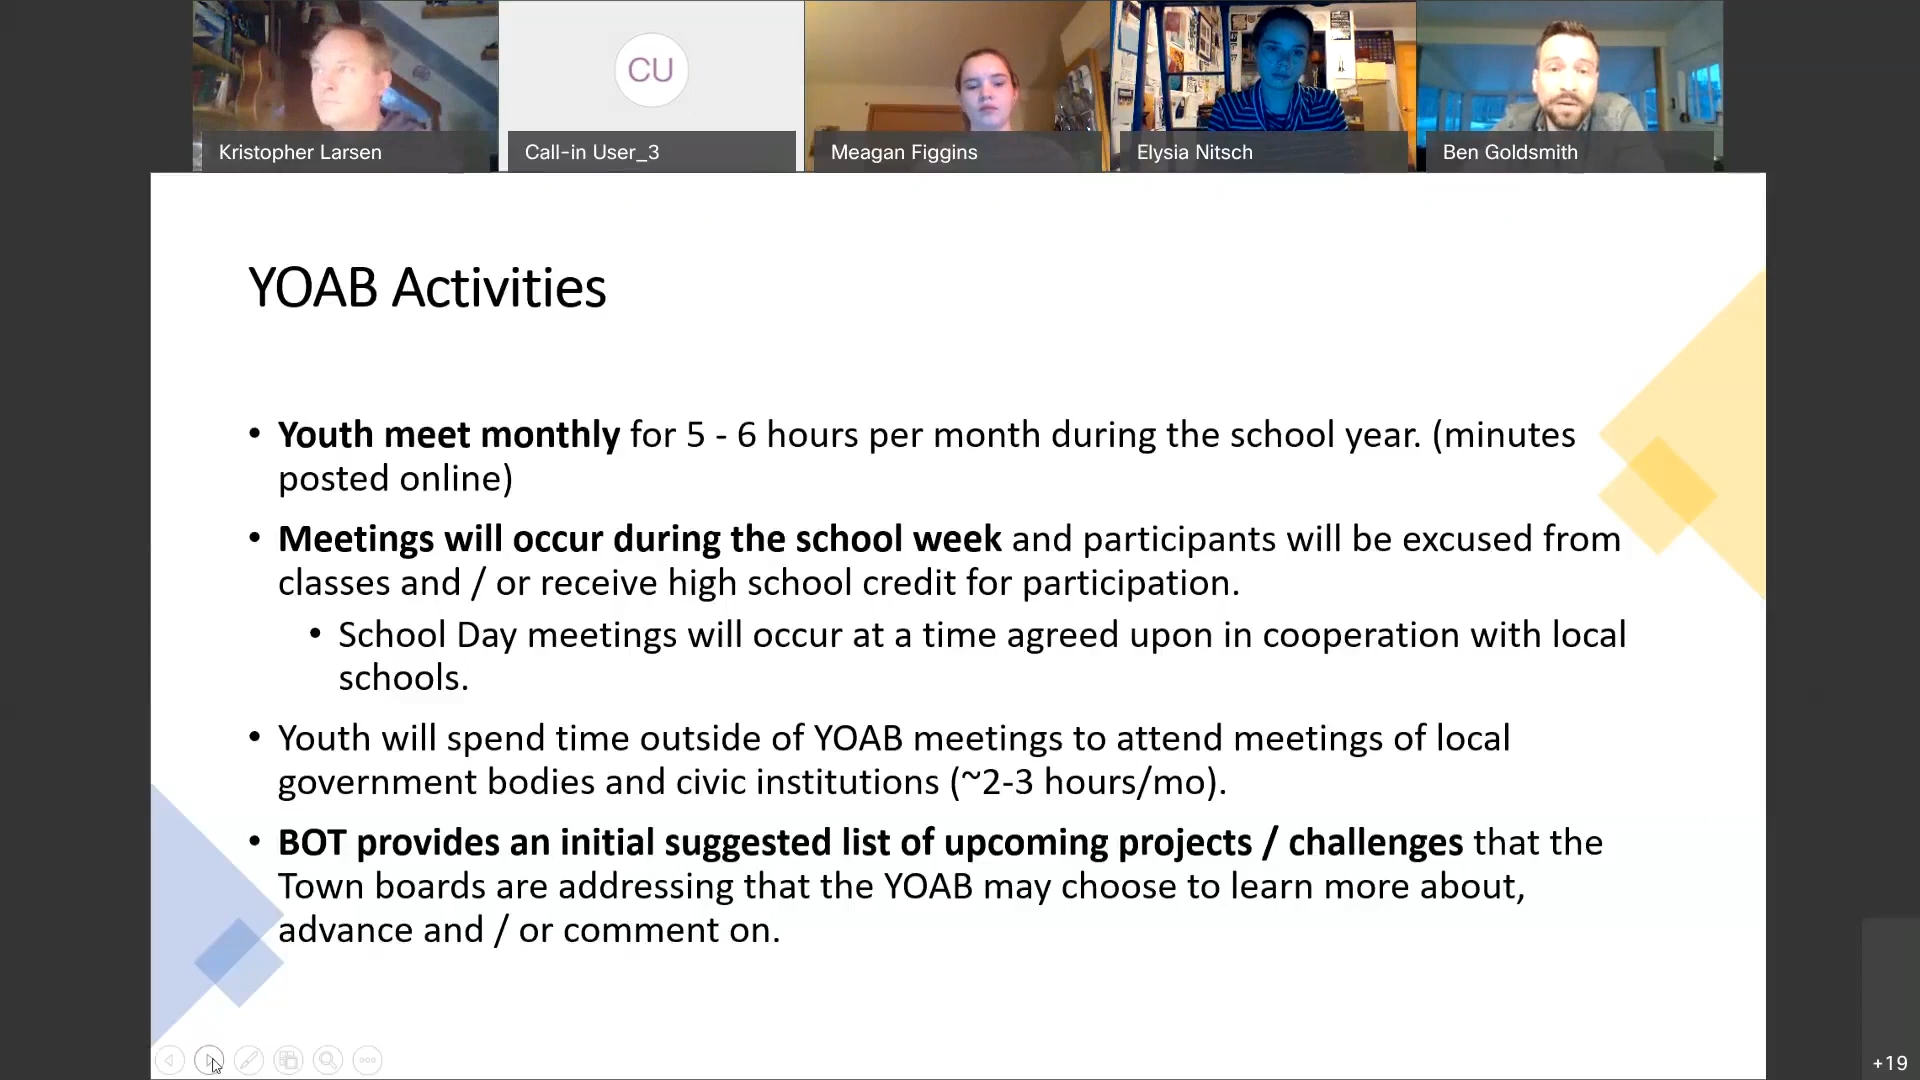 CU
Kristopher Larsen
Call-in User_3
Meagan Figgins
Elysia Nitsch
Ben Goldsmith
YOAB Activities
• Youth meet monthly for 5 - 6 hours per month during the school year. (minutes
posted online)
• Meetings will occur during the school week and participants will be excused from
classes and / or receive high school credit for participation.
• School Day meetings will occur at a time agreed upon in cooperation with local
schools.
• Youth will spend time outside of YOAB meetings to attend meetings of local
government bodies and civic institutions (~2-3 hours/mo).
• BOT provides an initial suggested list of upcoming projects / challenges that the
Town boards are addressing that the YOAB may choose to learn more about,
advance and / or comment on.
+19